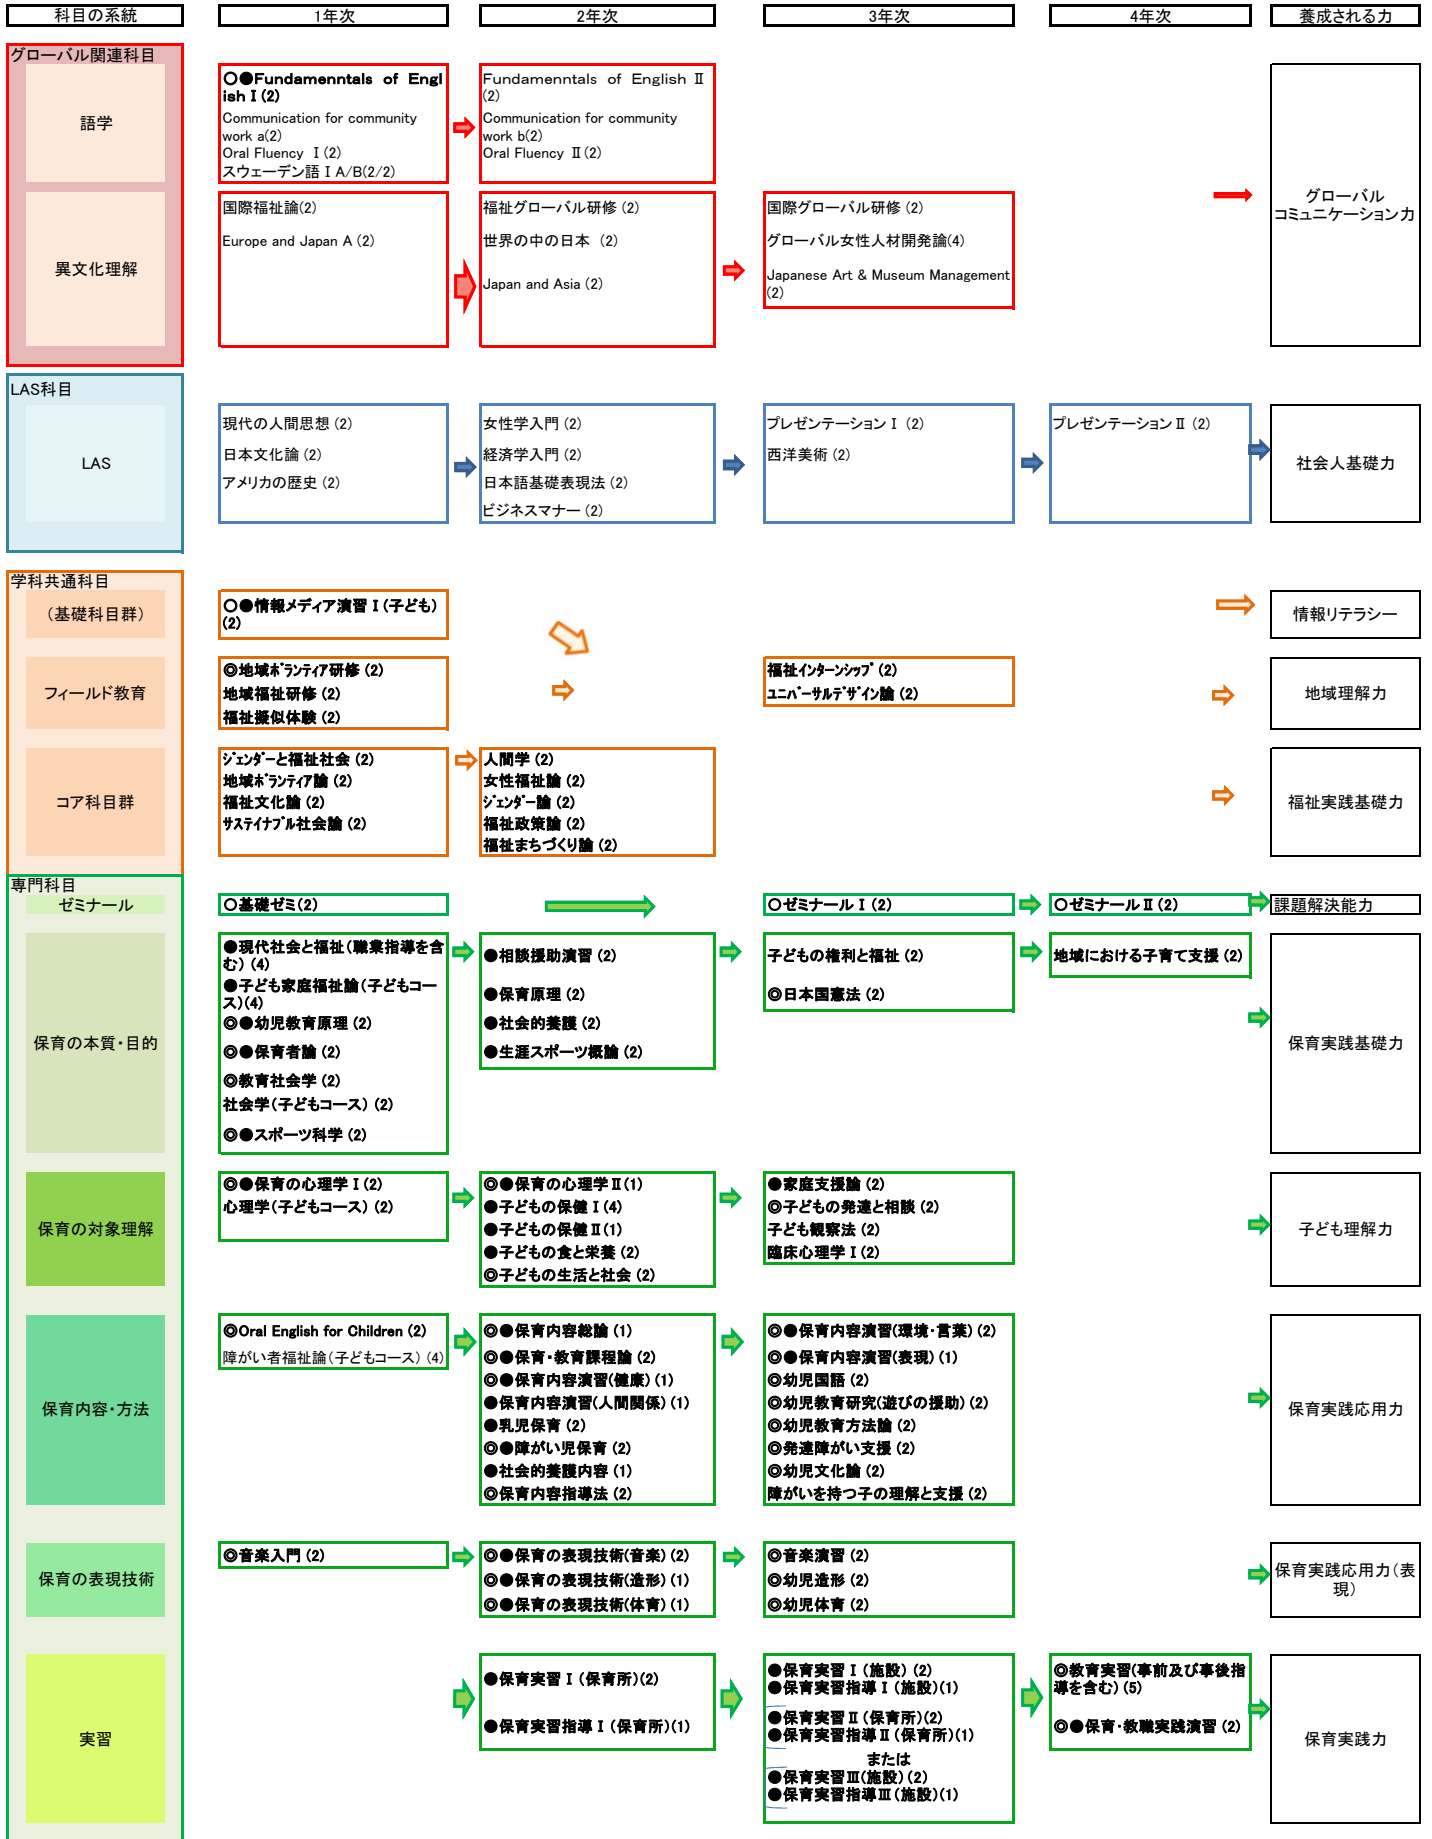 科目の系統
1年次
2年次
3年次
4年次
養成される力
グローバル関連科目
語学
○●Fundamenntals of Engl
ish Ⅰ(2)
Communication for community
work a(2)
Oral Fluency Ⅰ(2)
スウェーデン語ⅠA/B(2/2)
Fundamenntals of English Ⅱ
(2)
Communication for community
work b(2)
Oral Fluency Ⅱ(2)
グローバル
コミュニケーション力
異文化理解
国際福祉論(2)
Europe and Japan A (2)
福祉グローバル研修 (2)
世界の中の日本 (2)
Japan and Asia (2)
国際グローバル研修 (2)
グローバル女性人材開発論(4)
Japanese Art & Museum Management
(2)
LAS科目
LAS
現代の人間思想 (2)
日本文化論 (2)
アメリカの歴史 (2)
女性学入門 (2)
経済学入門 (2)
日本語基礎表現法 (2)
ビジネスマナー (2)
プレゼンテーションⅠ (2)
西洋美術 (2)
プレゼンテーションⅡ (2)
社会人基礎力
学科共通科目
(基礎科目群)
○●情報メディア演習Ⅰ(子ども)
(2)
情報リテラシー
フィールド教育
◎地域ボランティア研修 (2)
地域福祉研修 (2)
福祉擬似体験 (2)
福祉インターンシップ (2)
ユニバーサルデザイン論 (2)
地域理解力
コア科目群
ジェンダーと福祉社会 (2)
地域ボランティア論 (2)
福祉文化論 (2)
サステイナブル社会論 (2)
人間学 (2)
女性福祉論 (2)
ジェンダー論 (2)
福祉政策論 (2)
福祉まちづくり論 (2)
福祉実践基礎力
専門科目
ゼミナール
○基礎ゼミ(2)
○ゼミナールⅠ (2)
○ゼミナールⅡ (2)
課題解決能力
保育の本質・目的
●現代社会と福祉(職業指導を含
む) (4)
●子ども家庭福祉論(子どもコー
ス)(4)
◎●幼児教育原理 (2)
◎●保育者論 (2)
◎教育社会学 (2)
社会学(子どもコース) (2)
◎●スポーツ科学 (2)
●相談援助演習 (2)
●保育原理 (2)
●社会的養護 (2)
●生涯スポーツ概論 (2)
子どもの権利と福祉 (2)
◎日本国憲法 (2)
地域における子育て支援 (2)
保育実践基礎力
保育の対象理解
◎●保育の心理学Ⅰ(2)
心理学(子どもコース) (2)
◎●保育の心理学Ⅱ(1)
●子どもの保健Ⅰ(4)
●子どもの保健Ⅱ(1)
●子どもの食と栄養 (2)
◎子どもの生活と社会 (2)
●家庭支援論 (2)
◎子どもの発達と相談 (2)
子ども観察法 (2)
臨床心理学Ⅰ(2)
子ども理解力
保育内容・方法
◎Oral English for Children (2)
障がい者福祉論(子どもコース) (4)
◎●保育内容総論 (1)
◎●保育・教育課程論 (2)
◎●保育内容演習(健康) (1)
●保育内容演習(人間関係) (1)
●乳児保育 (2)
◎●障がい児保育 (2)
●社会的養護内容 (1)
◎保育内容指導法 (2)
◎●保育内容演習(環境・言葉) (2)
◎●保育内容演習(表現) (1)
◎幼児国語 (2)
◎幼児教育研究(遊びの援助) (2)
◎幼児教育方法論 (2)
◎発達障がい支援 (2)
◎幼児文化論 (2)
障がいを持つ子の理解と支援 (2)
保育実践応用力
保育の表現技術
◎音楽入門 (2)
◎●保育の表現技術(音楽) (2)
◎●保育の表現技術(造形) (1)
◎●保育の表現技術(体育) (1)
◎音楽演習 (2)
◎幼児造形 (2)
◎幼児体育 (2)
保育実践応用力(表
現)
実習
●保育実習Ⅰ(保育所)(2)
●保育実習指導Ⅰ(保育所)(1)
●保育実習Ⅰ(施設) (2)
●保育実習指導Ⅰ(施設)(1)
●保育実習Ⅱ(保育所)(2)
●保育実習指導Ⅱ(保育所)(1)
または
●保育実習Ⅲ(施設)(2)
●保育実習指導Ⅲ(施設)(1)
◎教育実習(事前及び事後指
導を含む) (5)
◎●保育・教職実践演習 (2)
保育実践力